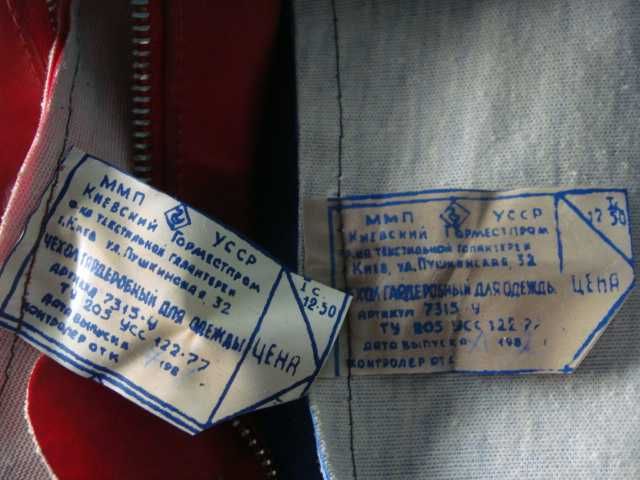 ММП УССР
Киевский Горместпром
ф-ка текстильной галантереи
г. Киев, ул. Пушкинская, 32
Чехол гардеробный для одежды
артикул 7315-У
ТУ 205 УСС 122-77
дата выпуска 198
контролер ОТК
I С.
12-50
ЦЕНА
ММП УССР
Киевский Горместпром
ф-ка текстильной галантереи
Киев, ул. Пушкинская, 32
чехол гардеробный для одежды
артикул 7315-У
ТУ 205 УСС 122-77
дата выпуска 198
контролер ОТК
I
12 50
ЦЕНА